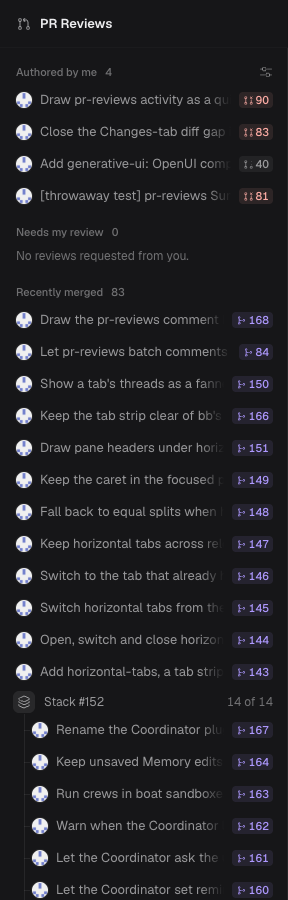 PR Reviews
Authored by me 4
Draw pr-reviews activity as a qu 90
Close the Changes-tab diff gap 83
Add generative-ui: OpenUI comp 40
[throwaway test] pr-reviews Sur 81
Needs my review 0
No reviews requested from you.
Recently merged 83
Draw the pr-reviews comment 168
Let pr-reviews batch comments 84
Show a tab's threads as a fann 150
Keep the tab strip clear of bb's 166
Draw pane headers under horiz 151
Keep the caret in the focused 149
Fall back to equal splits when 148
Keep horizontal tabs across re 147
Switch to the tab that already 146
Switch horizontal tabs from the 145
Open, switch and close horizon 144
Add horizontal-tabs, a tab strip 143
Stack #152 14 of 14
Rename the Coordinator plu 167
Keep unsaved Memory edits 164
Run crews in boat sandboxe 163
Warn when the Coordinator 162
Let the Coordinator ask the 161
Let the Coordinator set remi 160